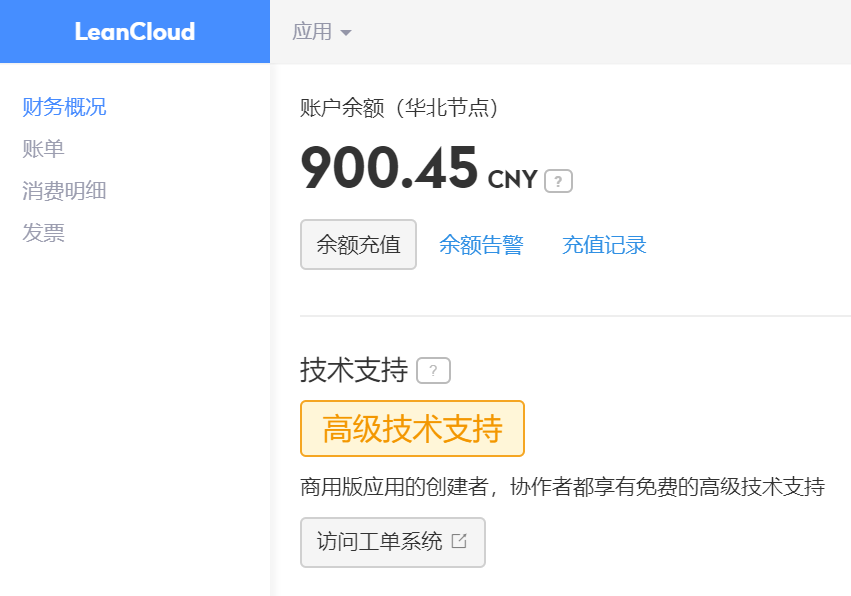 LeanCloud
应用
财务概况
账单
消费明细
发票
账户余额（华北节点）
900.45 CNY ?
余额充值 余额告警 充值记录
技术支持 ?
高级技术支持
商用版应用的创建者，协作者都享有免费的高级技术支持
访问工单系统